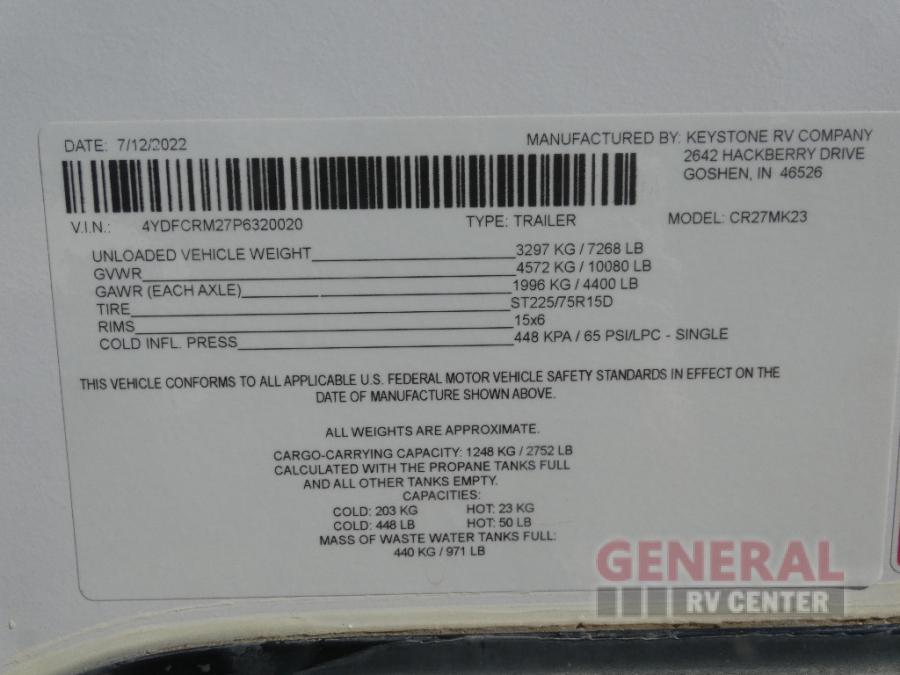 DATE: 7/12/2022
MANUFACTURED BY: KEYSTONE RV COMPANY
2642 HACKBERRY DRIVE
GOSHEN, IN 46526
V.I.N.: 4YDFCRM27P6320020 TYPE: TRAILER MODEL: CR27MK23
UNLOADED VEHICLE WEIGHT 3297 KG / 7268 LB
GVWR 4572 KG / 10080 LB
GAWR (EACH AXLE) 1996 KG / 4400 LB
TIRE ST225/75R15D
RIMS 15x6
COLD INFL. PRESS 448 KPA / 65 PSI/LPC - SINGLE
THIS VEHICLE CONFORMS TO ALL APPLICABLE U.S. FEDERAL MOTOR VEHICLE SAFETY STANDARDS IN EFFECT ON THE
DATE OF MANUFACTURE SHOWN ABOVE.
ALL WEIGHTS ARE APPROXIMATE.
CARGO-CARRYING CAPACITY: 1248 KG / 2752 LB
CALCULATED WITH THE PROPANE TANKS FULL
AND ALL OTHER TANKS EMPTY.
CAPACITIES:
COLD: 203 KG HOT: 23 KG
COLD: 448 LB HOT: 50 LB
MASS OF WASTE WATER TANKS FULL:
440 KG / 971 LB
GENERAL
RV CENTER